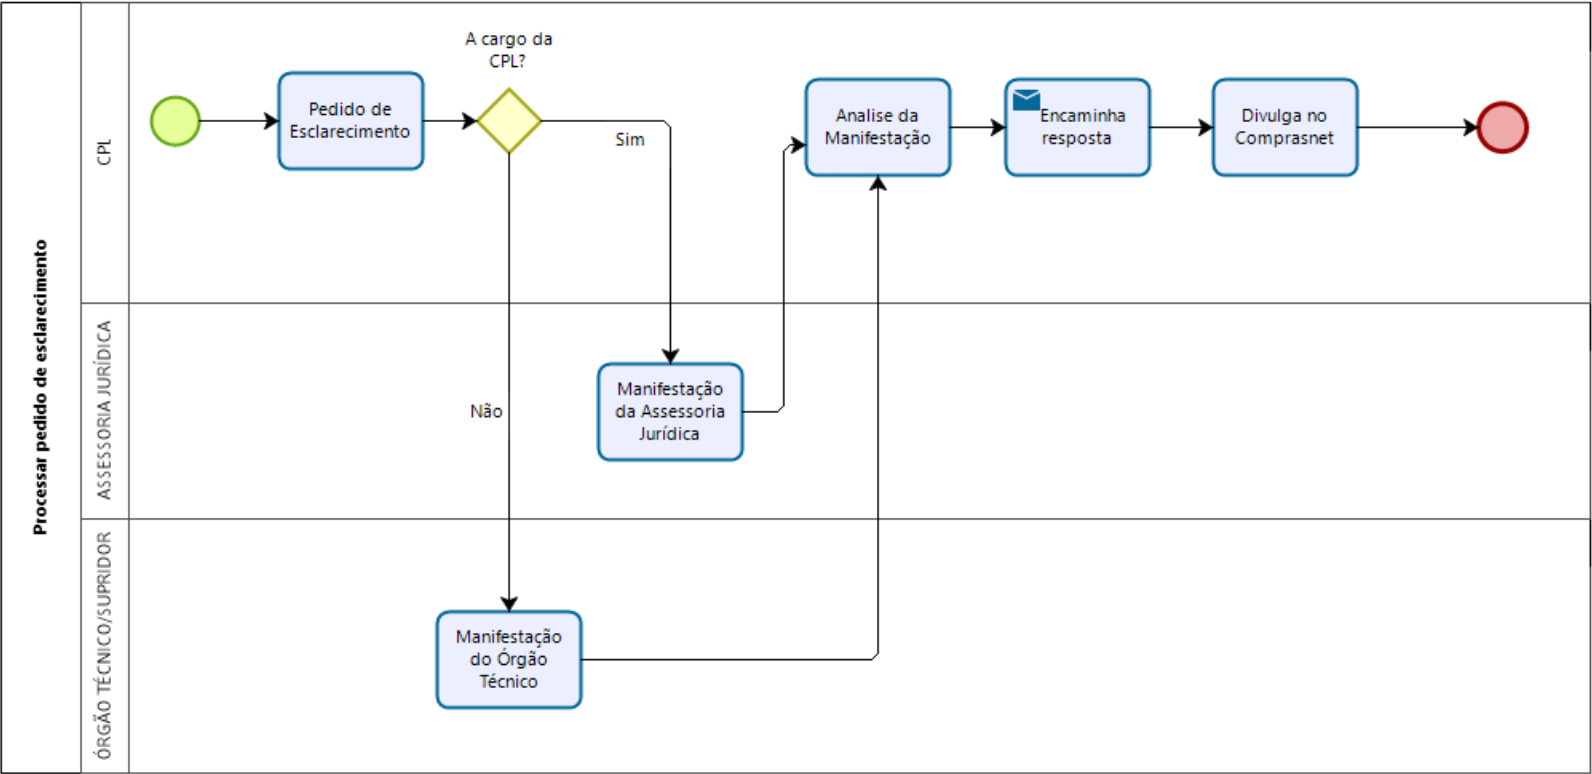 Processar pedido de esclarecimento
CPL
Pedido de
Esclarecimento
A cargo da
CPL?
Sim
Não
Analise da
Manifestação
Encaminha
resposta
Divulga no
Comprasnet
ASSESSORIA JURÍDICA
Manifestação
da Assessoria
Jurídica
ÓRGÃO TÉCNICO/SUPRIDOR
Manifestação
do Órgão
Técnico